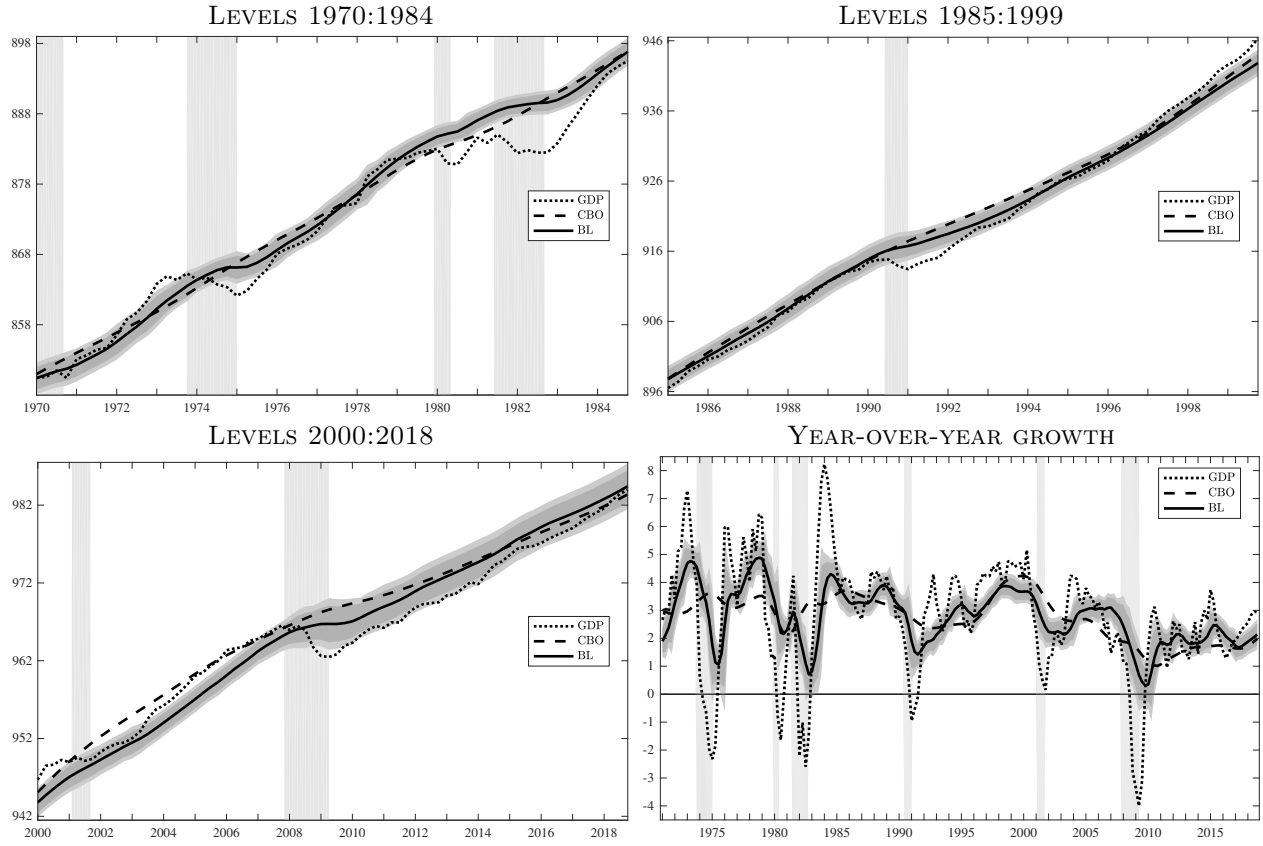 LEVELS 1970:1984
898
888
878
868
858
GDP
CBO
BL
1970 1972 1974 1976 1978 1980 1982 1984
LEVELS 1985:1999
946
936
926
916
906
896
GDP
CBO
BL
1986 1988 1990 1992 1994 1996 1998
LEVELS 2000:2018
982
972
962
952
942
GDP
CBO
BL
2000 2002 2004 2006 2008 2010 2012 2014 2016 2018
YEAR-OVER-YEAR GROWTH
8
7
6
5
4
3
2
1
0
-1
-2
-3
-4
GDP
CBO
BL
1975 1980 1985 1990 1995 2000 2005 2010 2015